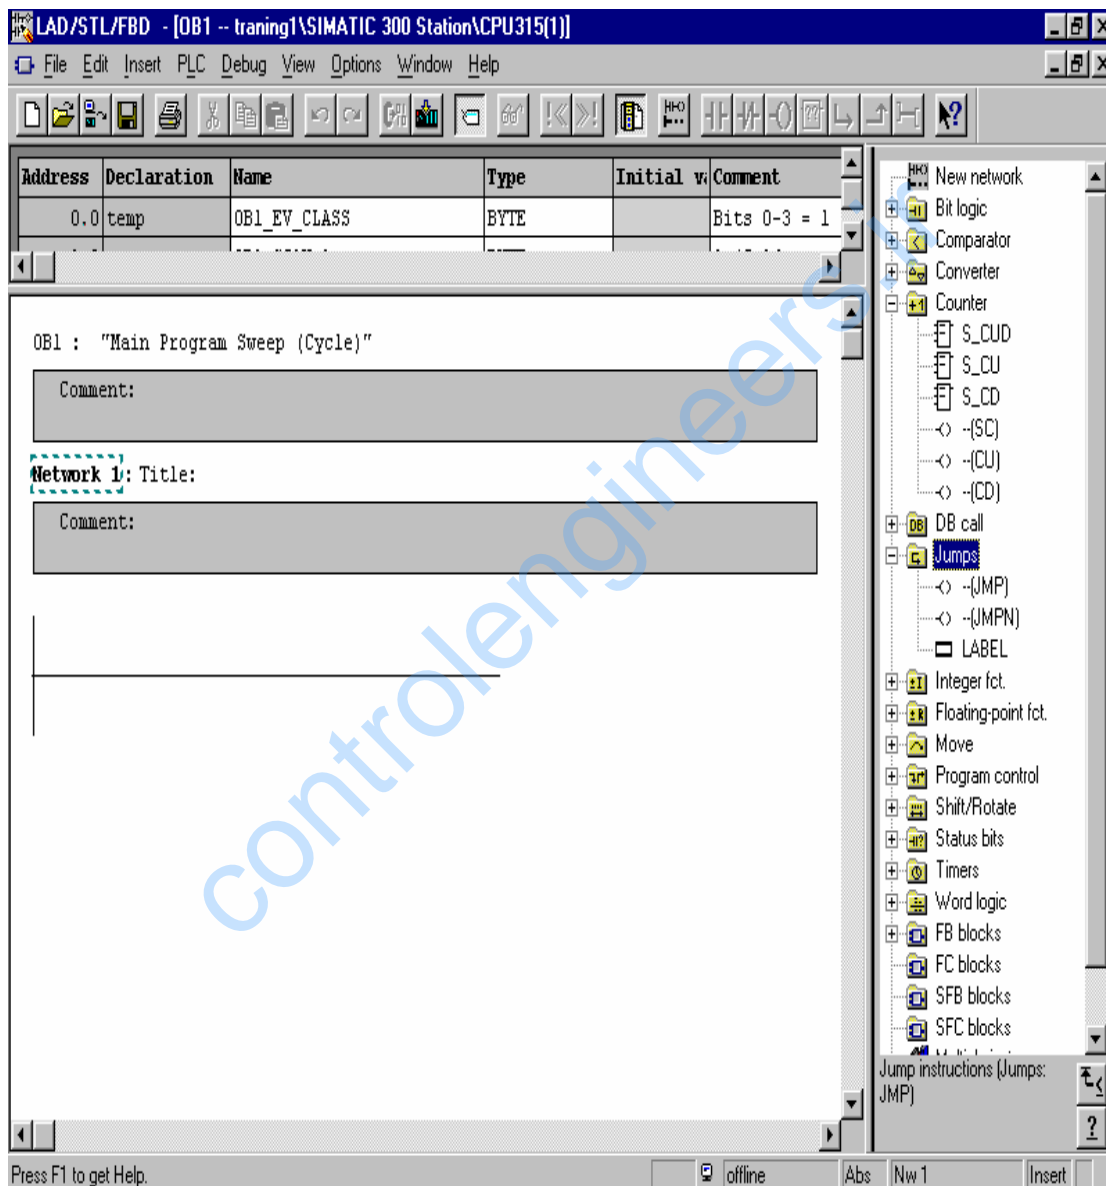 LAD/STL/FBD - [OB1 -- traning1\SIMATIC 300 Station\CPU315(1)]
File Edit Insert PLC Debug View Options Window Help
Address Declaration Name Type Initial v Comment
0.0 temp OB1_EV_CLASS BYTE Bits 0-3 = 1
OB1 : "Main Program Sweep (Cycle)"
Comment:
Network 1: Title:
Comment:
New network
Bit logic
Comparator
Converter
Counter
S_CUD
S_CU
S_CD
--(SC)
--(CU)
--(CD)
DB call
Jumps
--(JMP)
--(JMPN)
LABEL
Integer fct.
Floating-point fct.
Move
Program control
Shift/Rotate
Status bits
Timers
Word logic
FB blocks
FC blocks
SFB blocks
SFC blocks
Jump instructions (Jumps:
JMP)
Press F1 to get Help. offline Abs Nw 1 Insert
controlengineers.ir